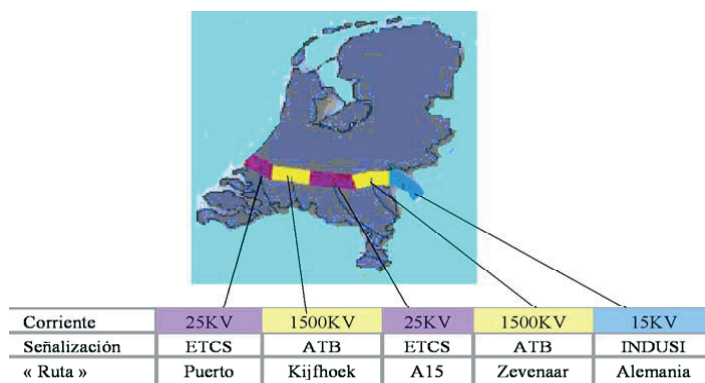 Corriente 25KV 1500KV 25KV 1500KV 15KV
Señalización ETCS ATB ETCS ATB INDUSI
« Ruta » Puerto Kijfhoek A15 Zevenaar Alemania